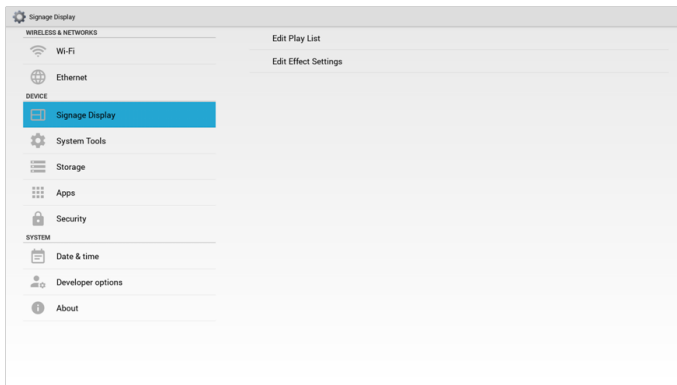 Signage Display
WIRELESS & NETWORKS
Wi-Fi
Ethernet
DEVICE
Signage Display
System Tools
Storage
Apps
Security
SYSTEM
Date & time
Developer options
About
Edit Play List
Edit Effect Settings